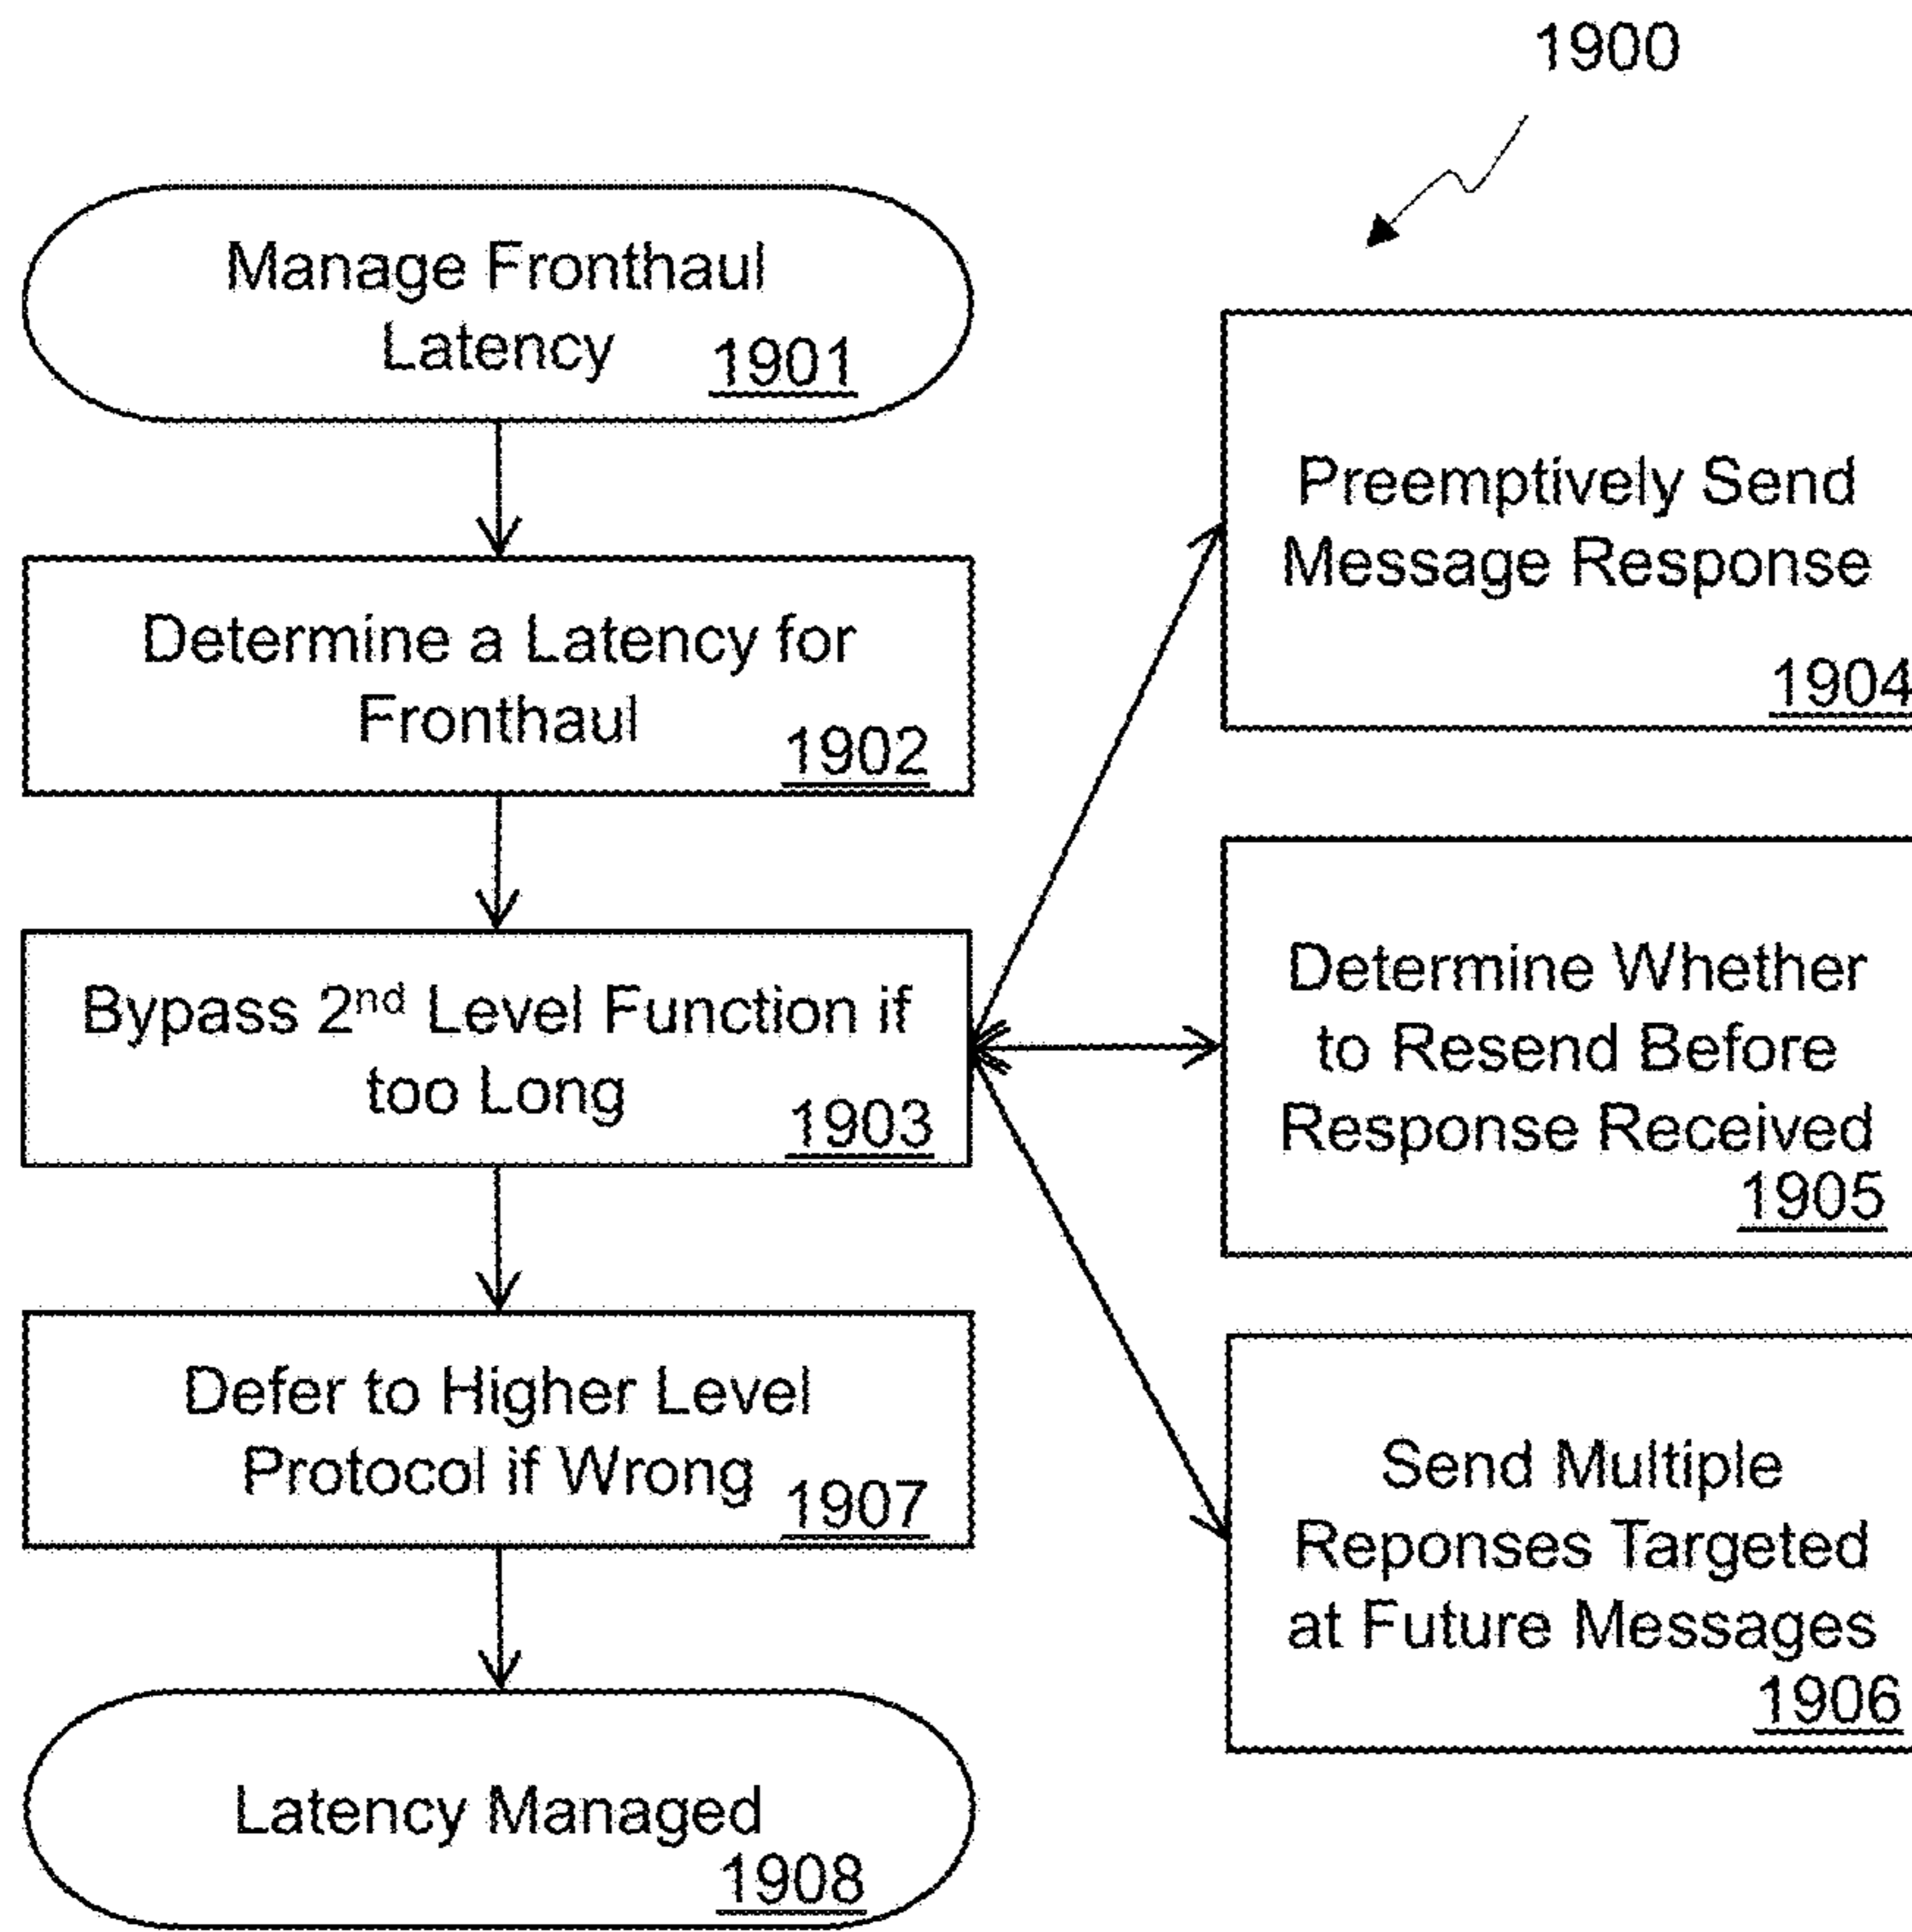 1900
Manage Fronthaul
Latency 1901
Determine a Latency for
Fronthaul 1902
Bypass 2nd Level Function if
too Long 1903
Defer to Higher Level
Protocol if Wrong 1907
Latency Managed
1908
Preemptively Send
Message Response
1904
Determine Whether
to Resend Before
Response Received
1905
Send Multiple
Reponses Targeted
at Future Messages
1906